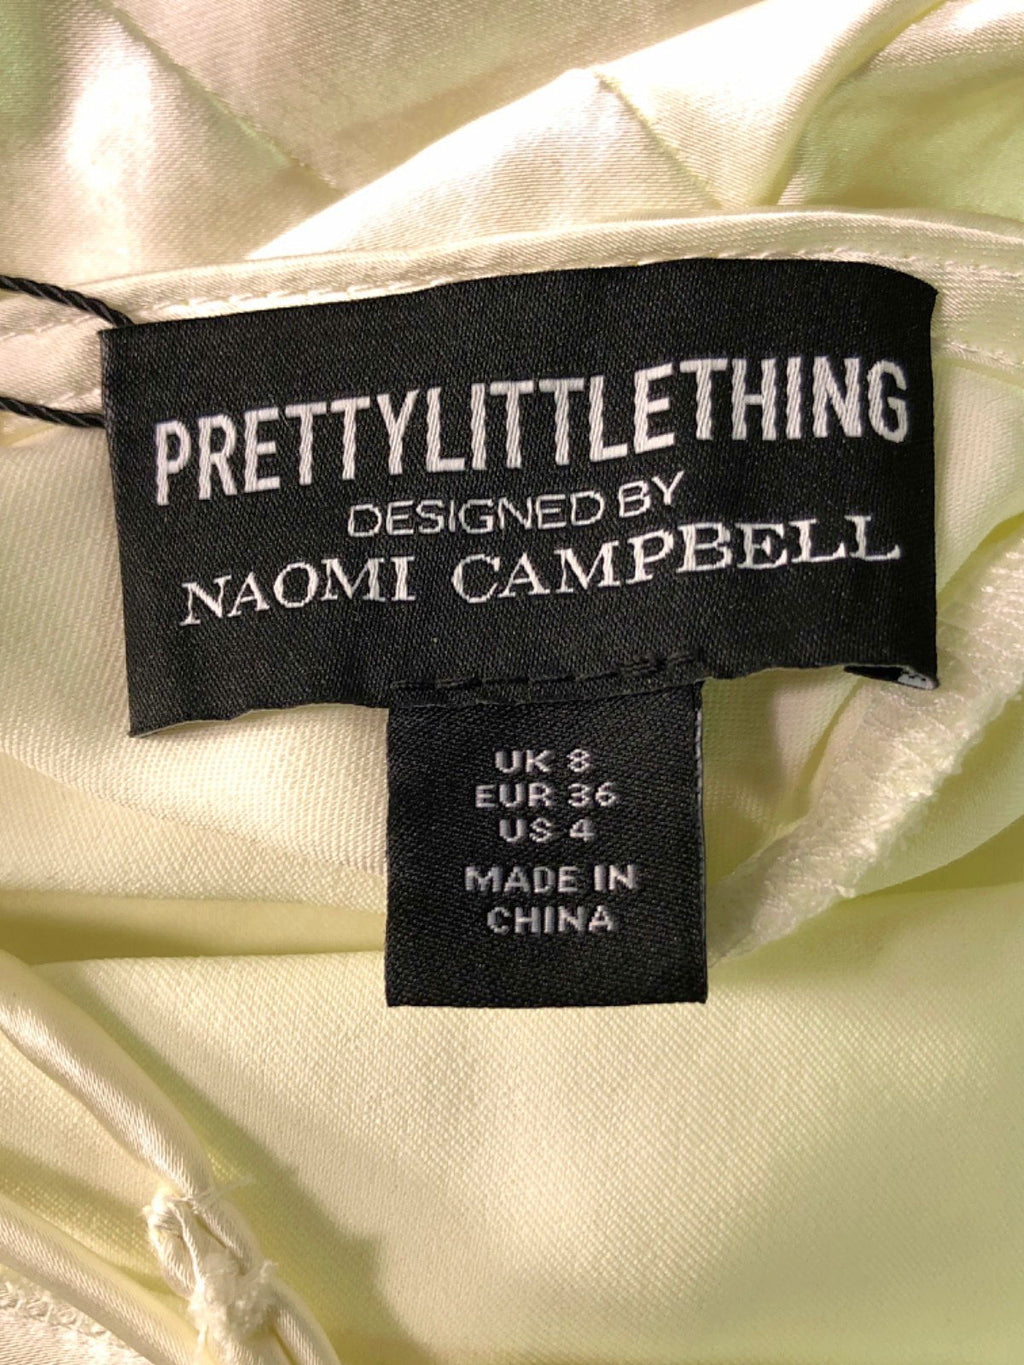 PRETTYLITTLETHING
DESIGNED BY
NAOMI CAMPBELL
UK 8
EUR 36
US 4
MADE IN
CHINA